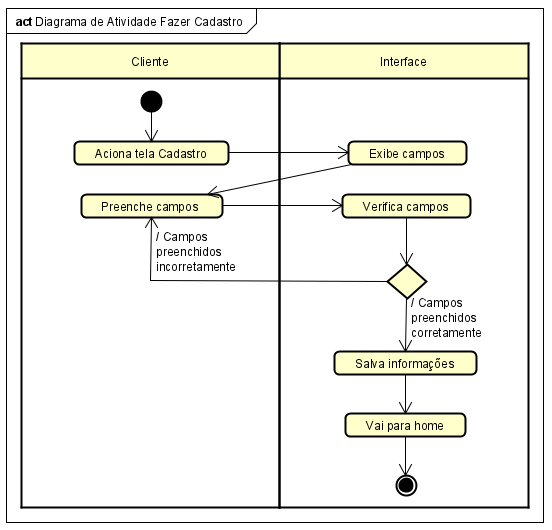 act Diagrama de Atividade Fazer Cadastro
Cliente
Interface
Aciona tela Cadastro
Exibe campos
Preenche campos
Verifica campos
/ Campos
preenchidos
incorretamente
/ Campos
preenchidos
corretamente
Salva informações
Vai para home